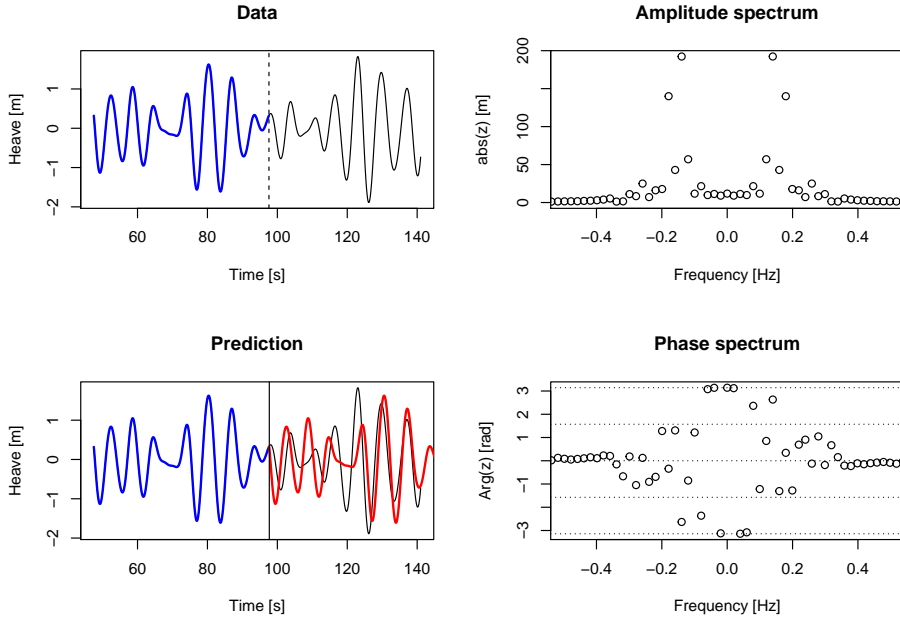 Data
Heave [m]
1
0
−1
−2
60 80 100 120 140
Time [s]
Amplitude spectrum
abs(z) [m]
200
100
50
0
−0.4 −0.2 0.0 0.2 0.4
Frequency [Hz]
Prediction
Heave [m]
1
0
−1
−2
60 80 100 120 140
Time [s]
Phase spectrum
Arg(z) [rad]
3
1
−1
−3
−0.4 −0.2 0.0 0.2 0.4
Frequency [Hz]